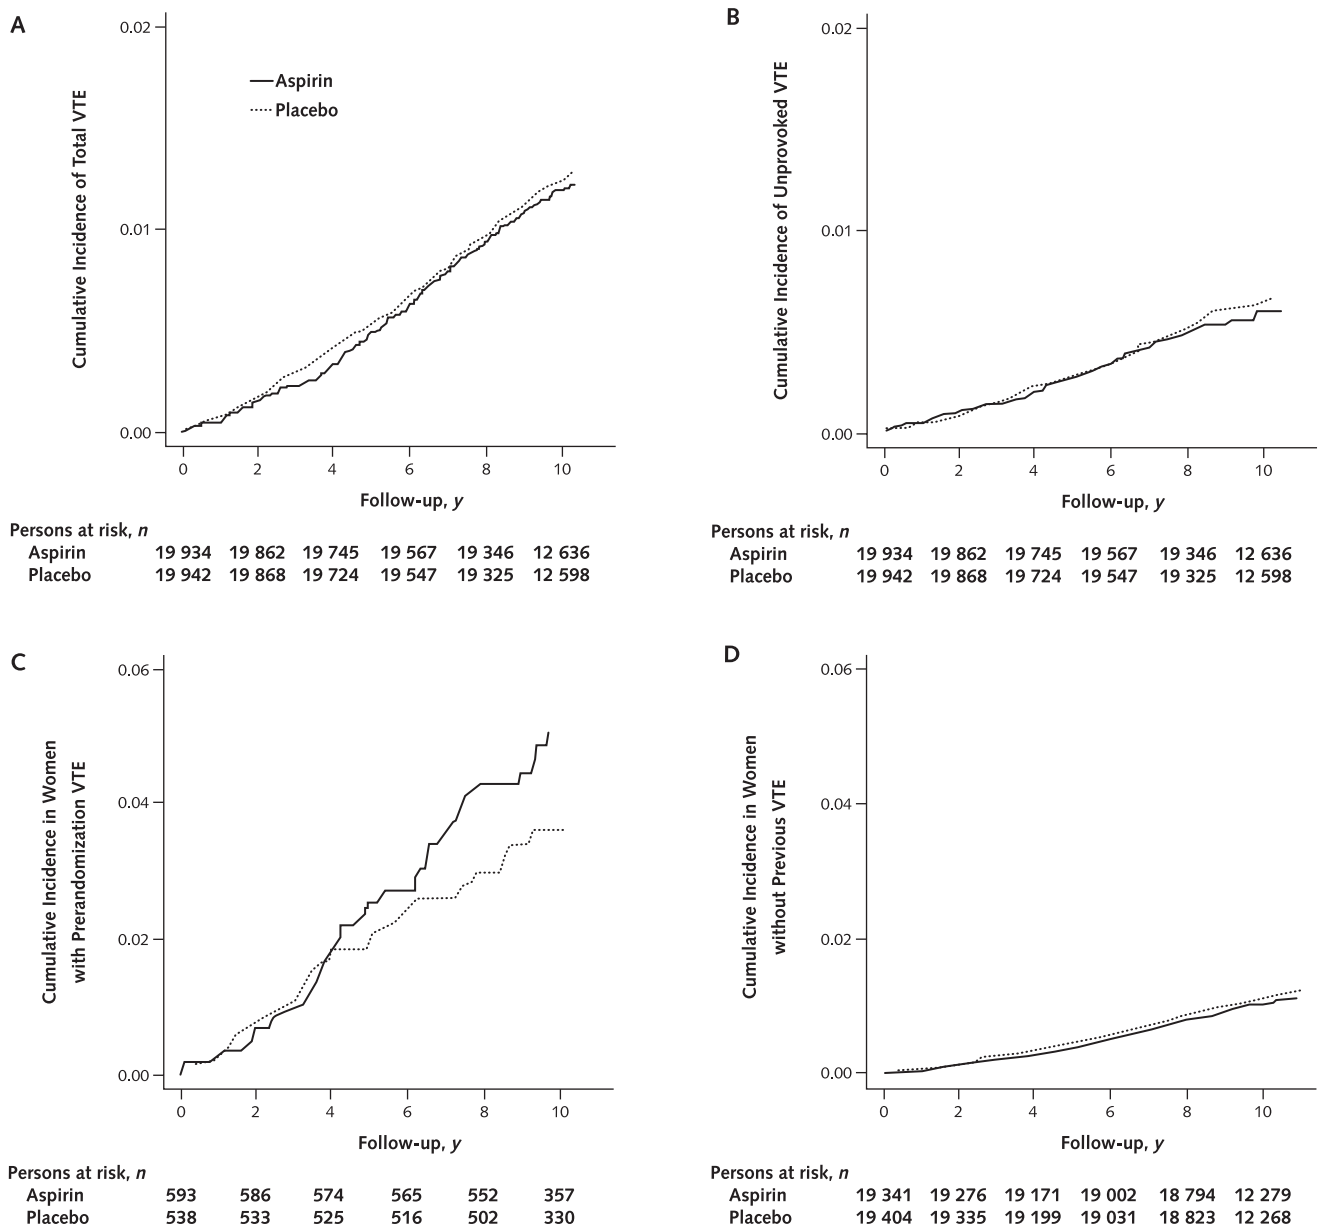 A
Cumulative Incidence of Total VTE
0.02
0.01
0.00
Aspirin
Placebo
0 2 4 6 8 10
Follow-up, y
Persons at risk, n
Aspirin 19 934 19 862 19 745 19 567 19 346 12 636
Placebo 19 942 19 868 19 724 19 547 19 325 12 598
B
Cumulative Incidence of Unprovoked VTE
0.02
0.01
0.00
0 2 4 6 8 10
Follow-up, y
Persons at risk, n
Aspirin 19 934 19 862 19 745 19 567 19 346 12 636
Placebo 19 942 19 868 19 724 19 547 19 325 12 598
C
Cumulative Incidence in Women
with Prerandomization VTE
0.06
0.04
0.02
0.00
0 2 4 6 8 10
Follow-up, y
Persons at risk, n
Aspirin 593 586 574 565 552 357
Placebo 538 533 525 516 502 330
D
Cumulative Incidence in Women
without Previous VTE
0.06
0.04
0.02
0.00
0 2 4 6 8 10
Follow-up, y
Persons at risk, n
Aspirin 19 341 19 276 19 171 19 002 18 794 12 279
Placebo 19 404 19 335 19 199 19 031 18 823 12 268